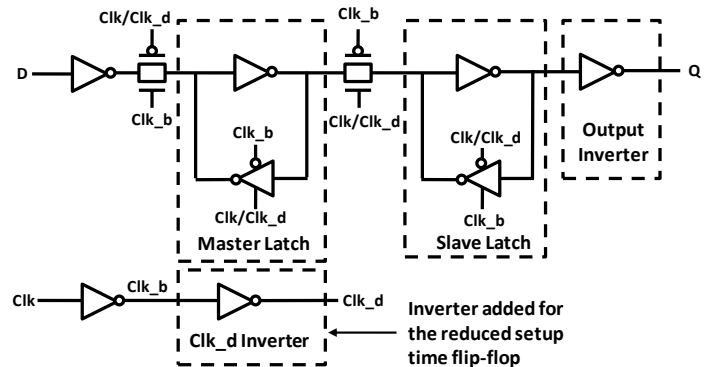 Clk/Clk_d
Clk_b
D
Clk_b
Clk/Clk_d
Q
Clk_b
Clk/Clk_d
Master Latch
Clk/Clk_d
Clk_b
Slave Latch
Output
Inverter
Clk
Clk_b
Clk_d
Clk_d Inverter
Inverter added for
the reduced setup
time flip-flop